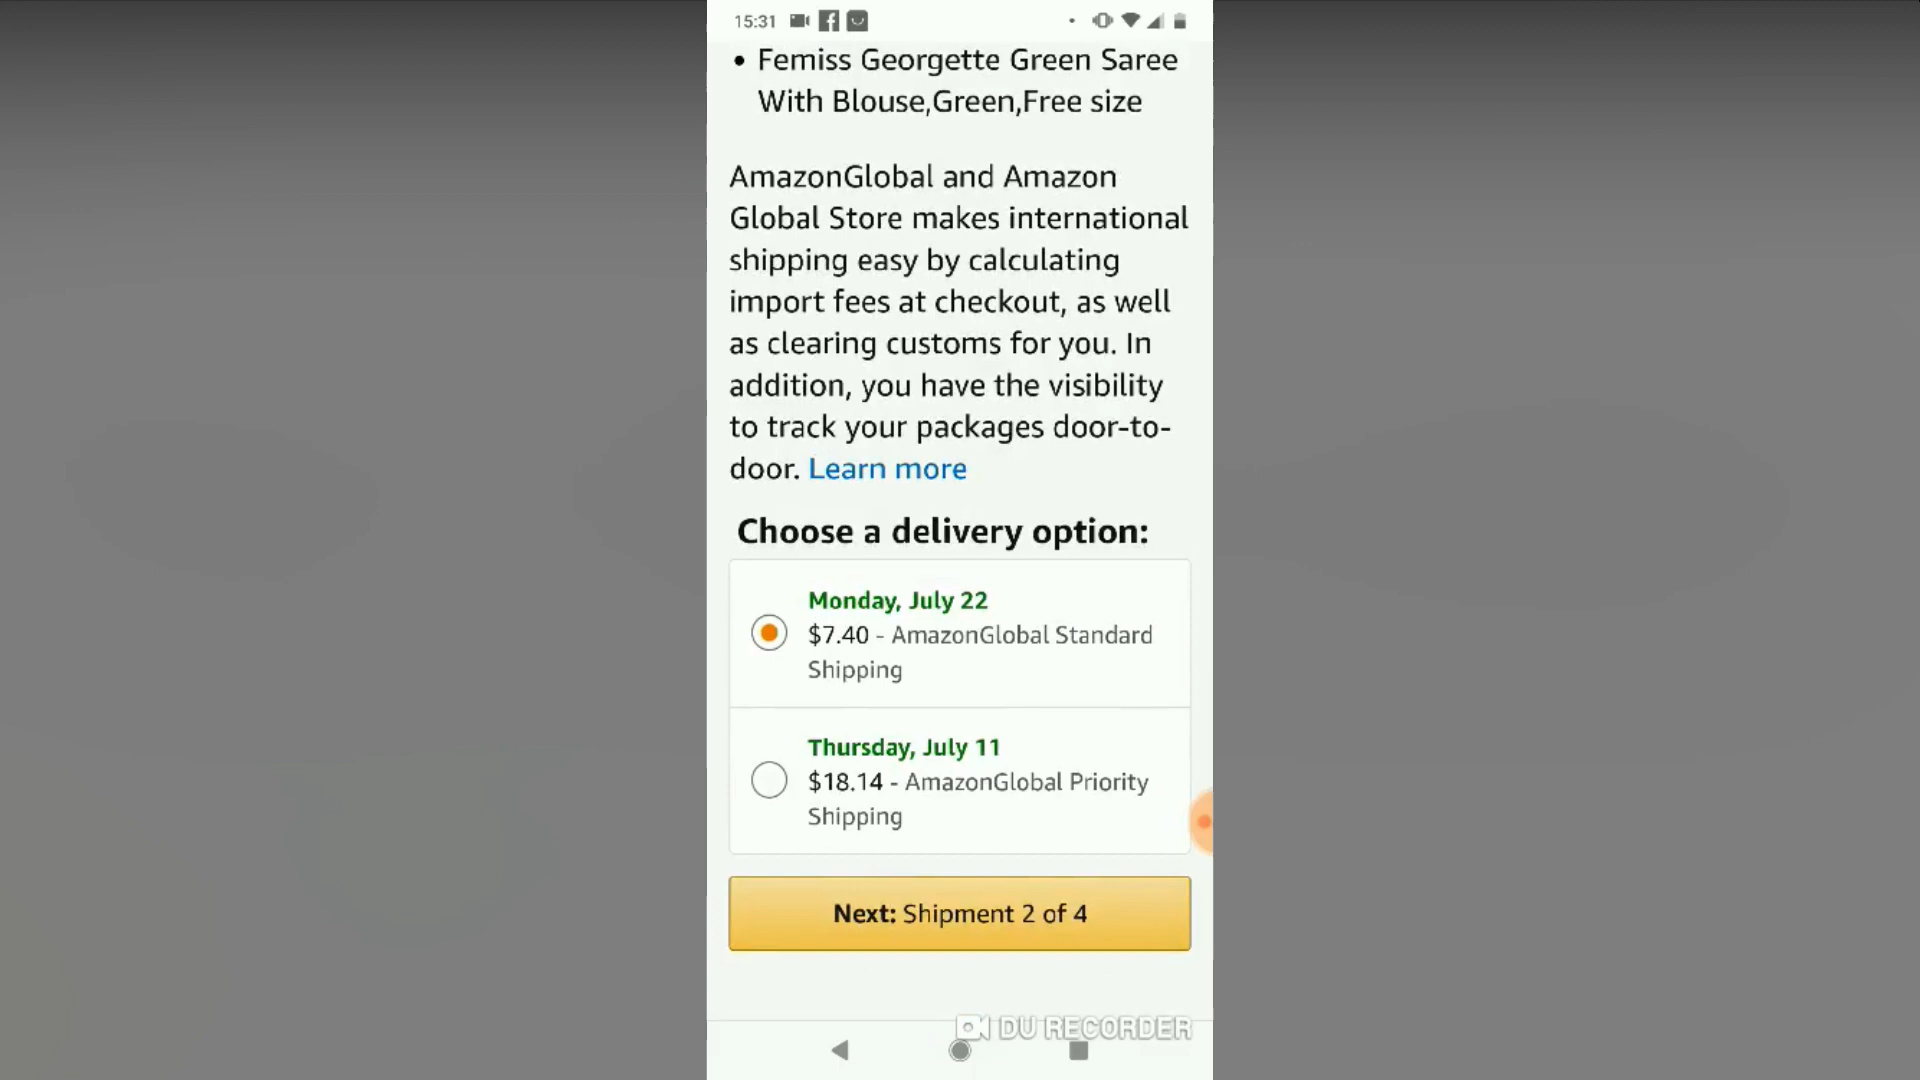 15:31
• Femiss Georgette Green Saree
With Blouse,Green,Free size
AmazonGlobal and Amazon
Global Store makes international
shipping easy by calculating
import fees at checkout, as well
as clearing customs for you. In
addition, you have the visibility
to track your packages door-to-
door. Learn more
Choose a delivery option:
Monday, July 22
$7.40 - AmazonGlobal Standard
Shipping
Thursday, July 11
$18.14 - AmazonGlobal Priority
Shipping
Next: Shipment 2 of 4
DU RECORDER